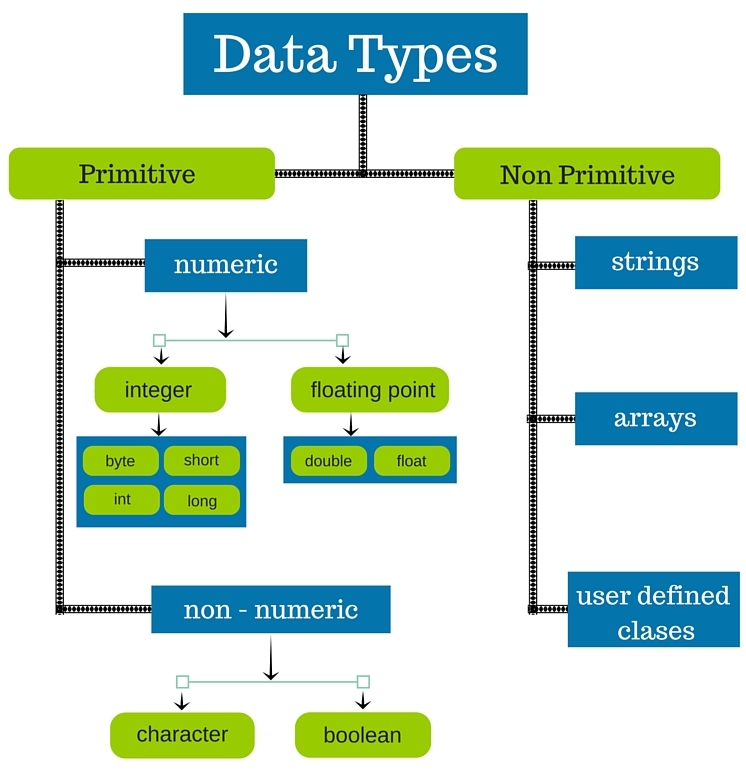 Data Types
Primitive
Non Primitive
numeric
strings
integer
floating point
arrays
byte
short
double
float
int
long
non - numeric
user defined
clases
character
boolean